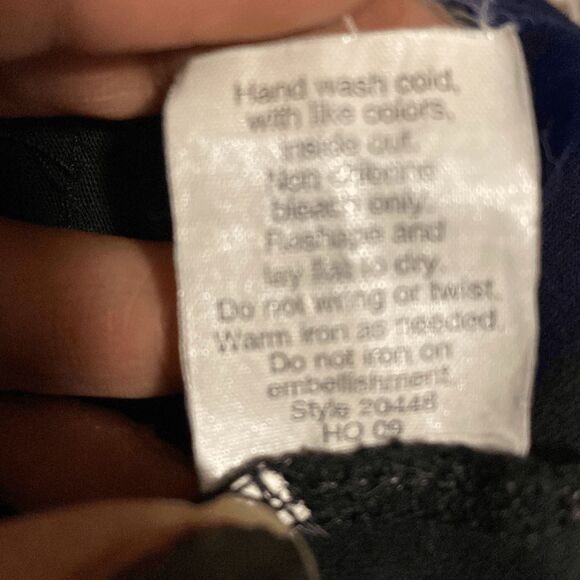 Hand wash cold,
with like colors,
inside out.
Non chlorine
bleach only.
Reshape and
lay flat to dry.
Do not wring or twist.
Warm iron as needed.
Do not iron on
embellishment.
Style 20448
HO 09